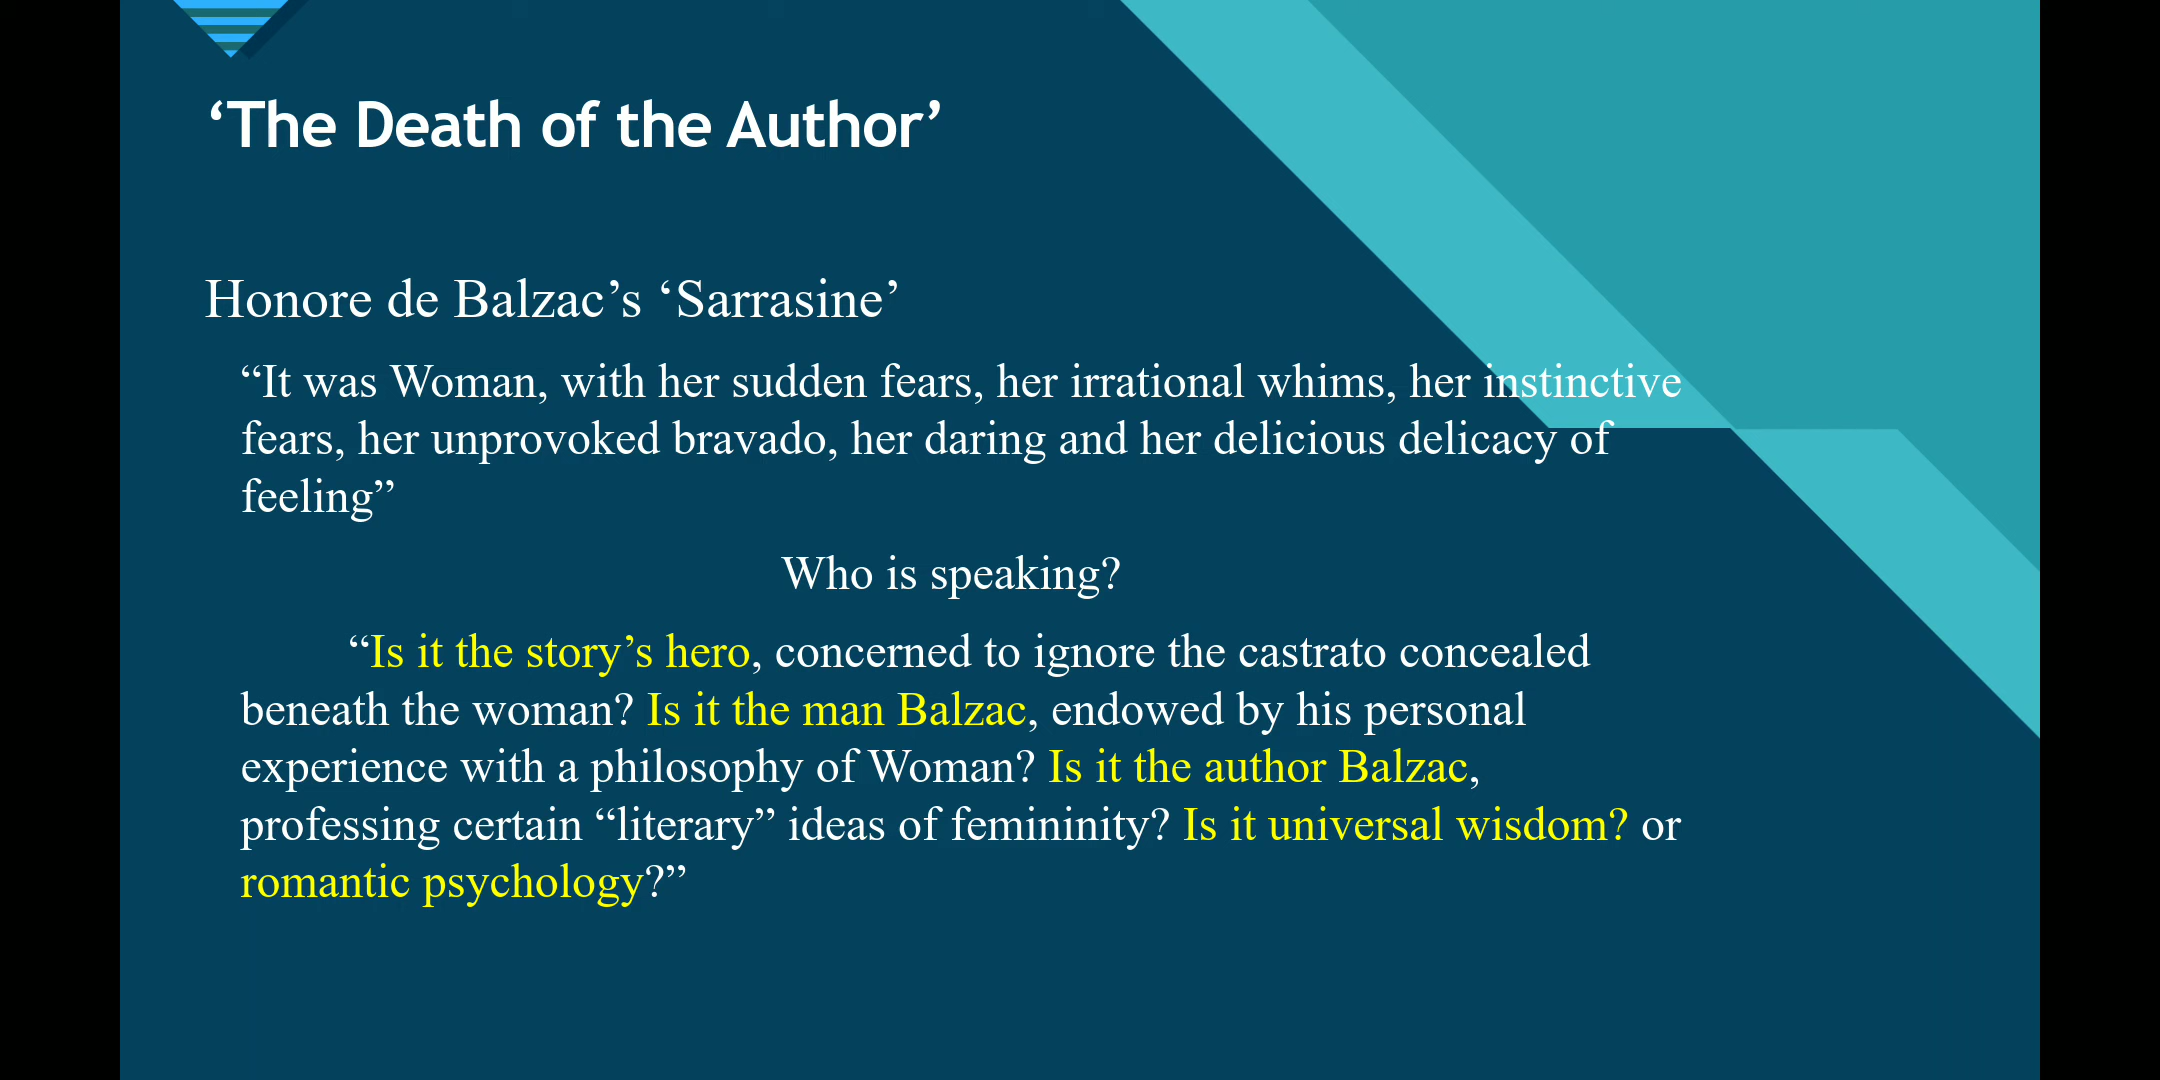 ‘The Death of the Author’
Honore de Balzac’s ‘Sarrasine’
“It was Woman, with her sudden fears, her irrational whims, her instinctive
fears, her unprovoked bravado, her daring and her delicious delicacy of
feeling”
Who is speaking?
“Is it the story’s hero, concerned to ignore the castrato concealed
beneath the woman? Is it the man Balzac, endowed by his personal
experience with a philosophy of Woman? Is it the author Balzac,
professing certain “literary” ideas of femininity? Is it universal wisdom? or
romantic psychology?”